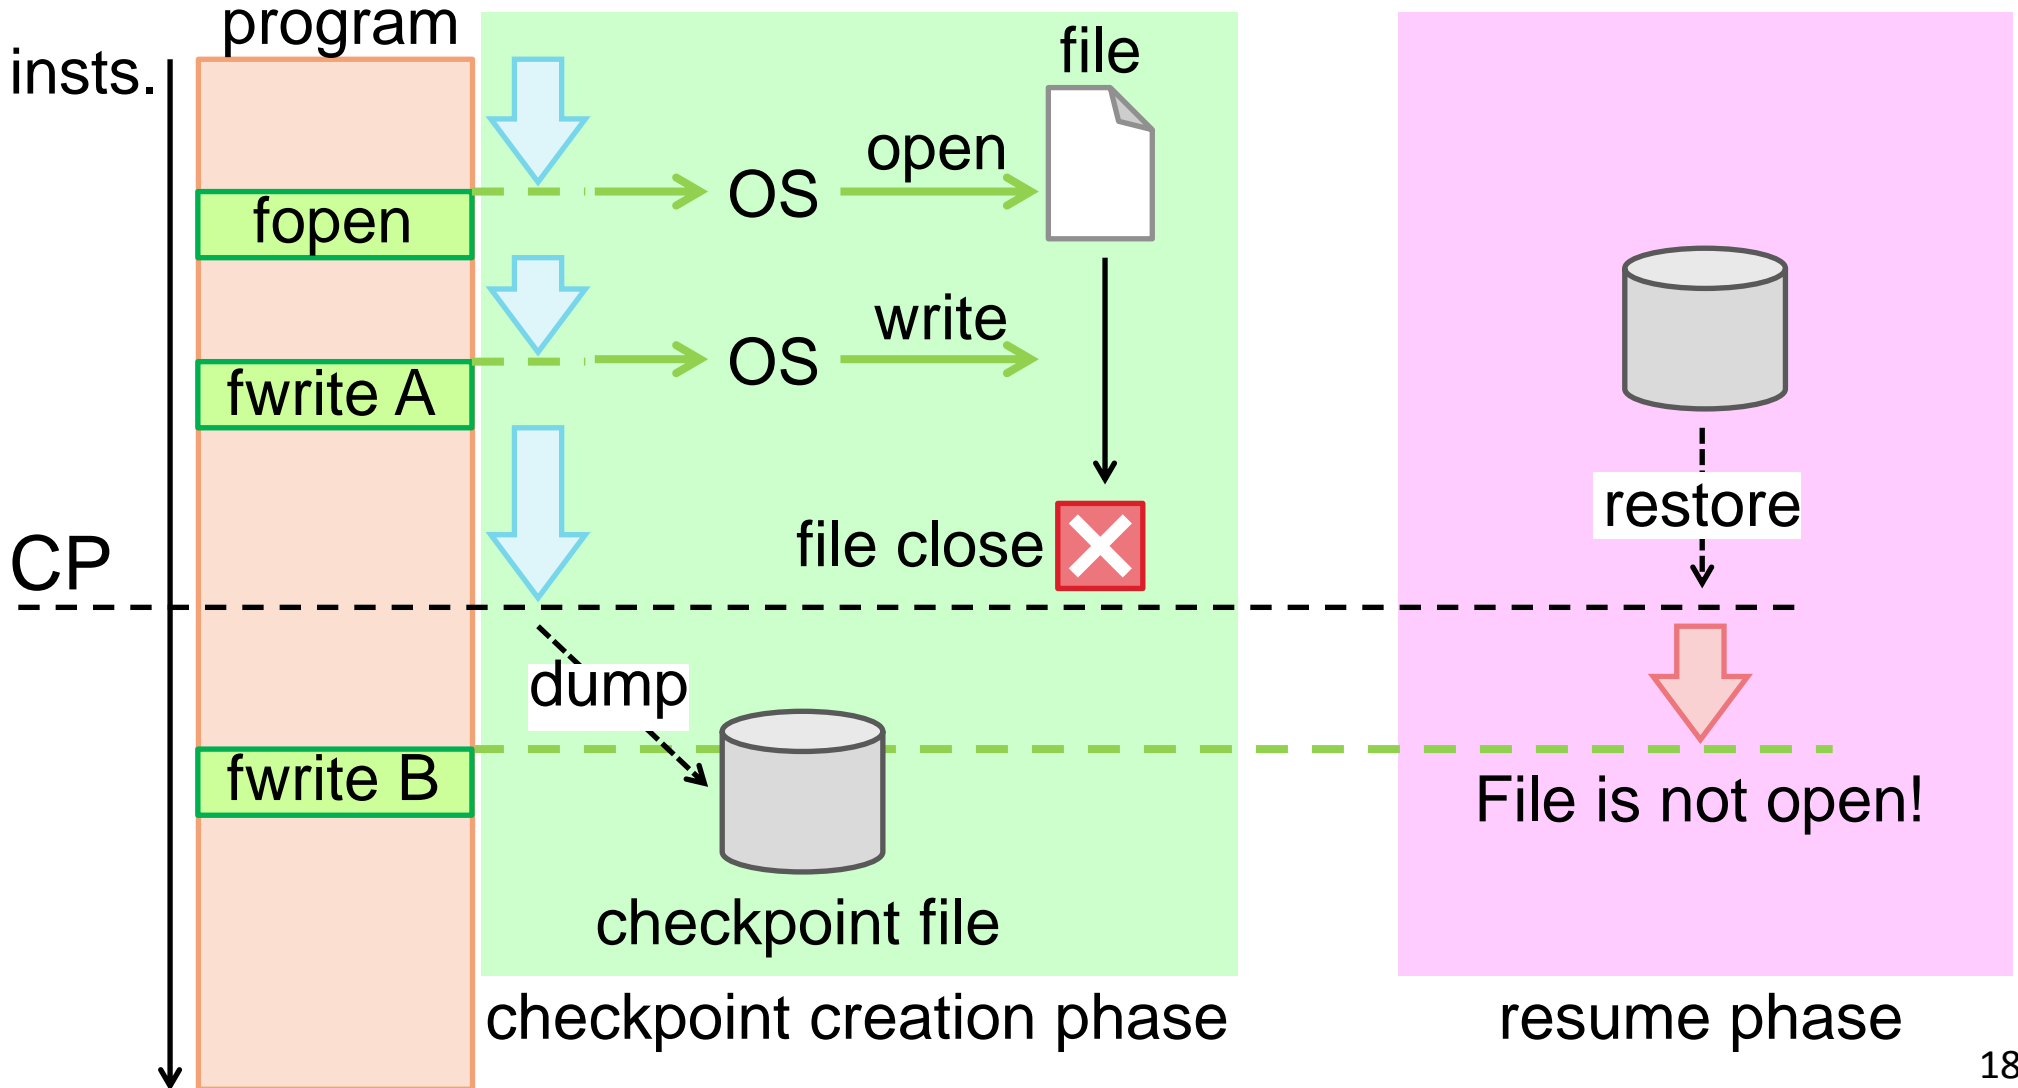 program
insts.
file
open
OS
fopen
write
OS
fwrite A
restore
file close
CP
dump
fwrite B
File is not open!
checkpoint file
checkpoint creation phase
resume phase
18